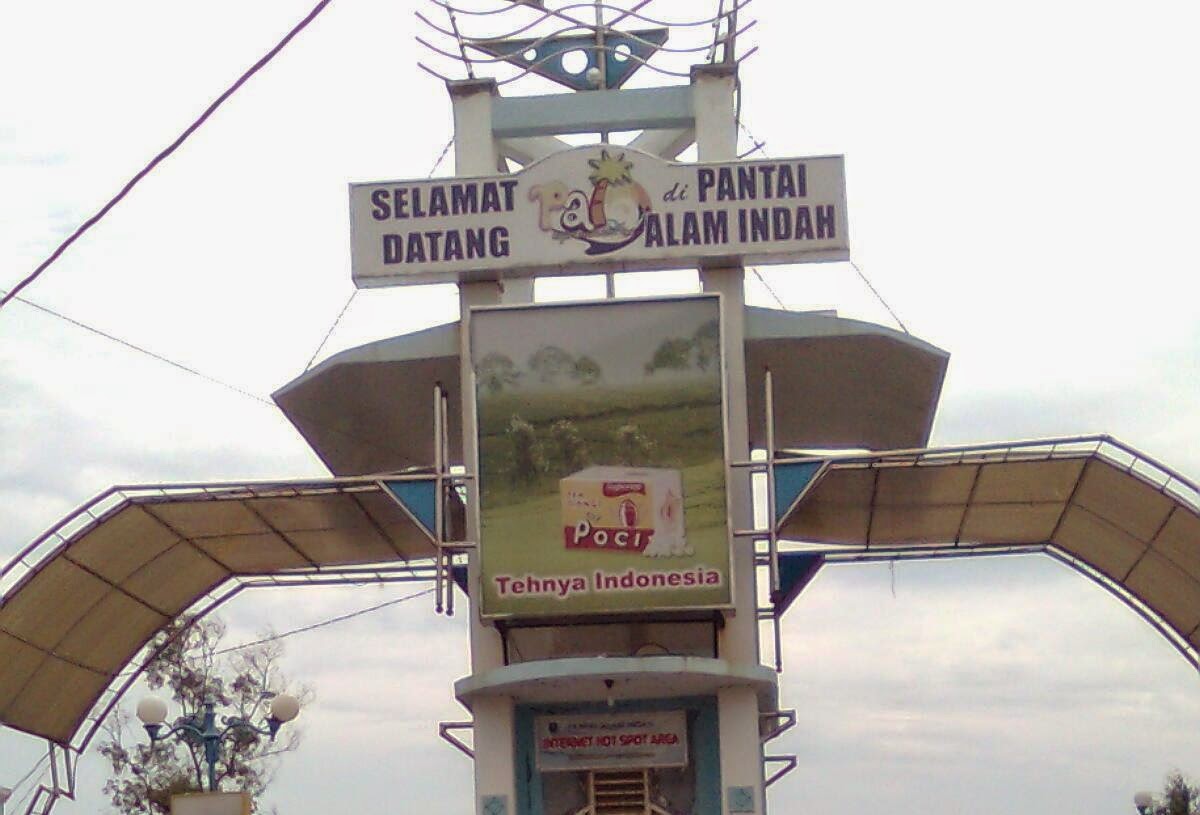 SELAMAT DATANG
PaI
di PANTAI
ALAM INDAH
POCI
Tehnya Indonesia
INTERNET HOT SPOT AREA